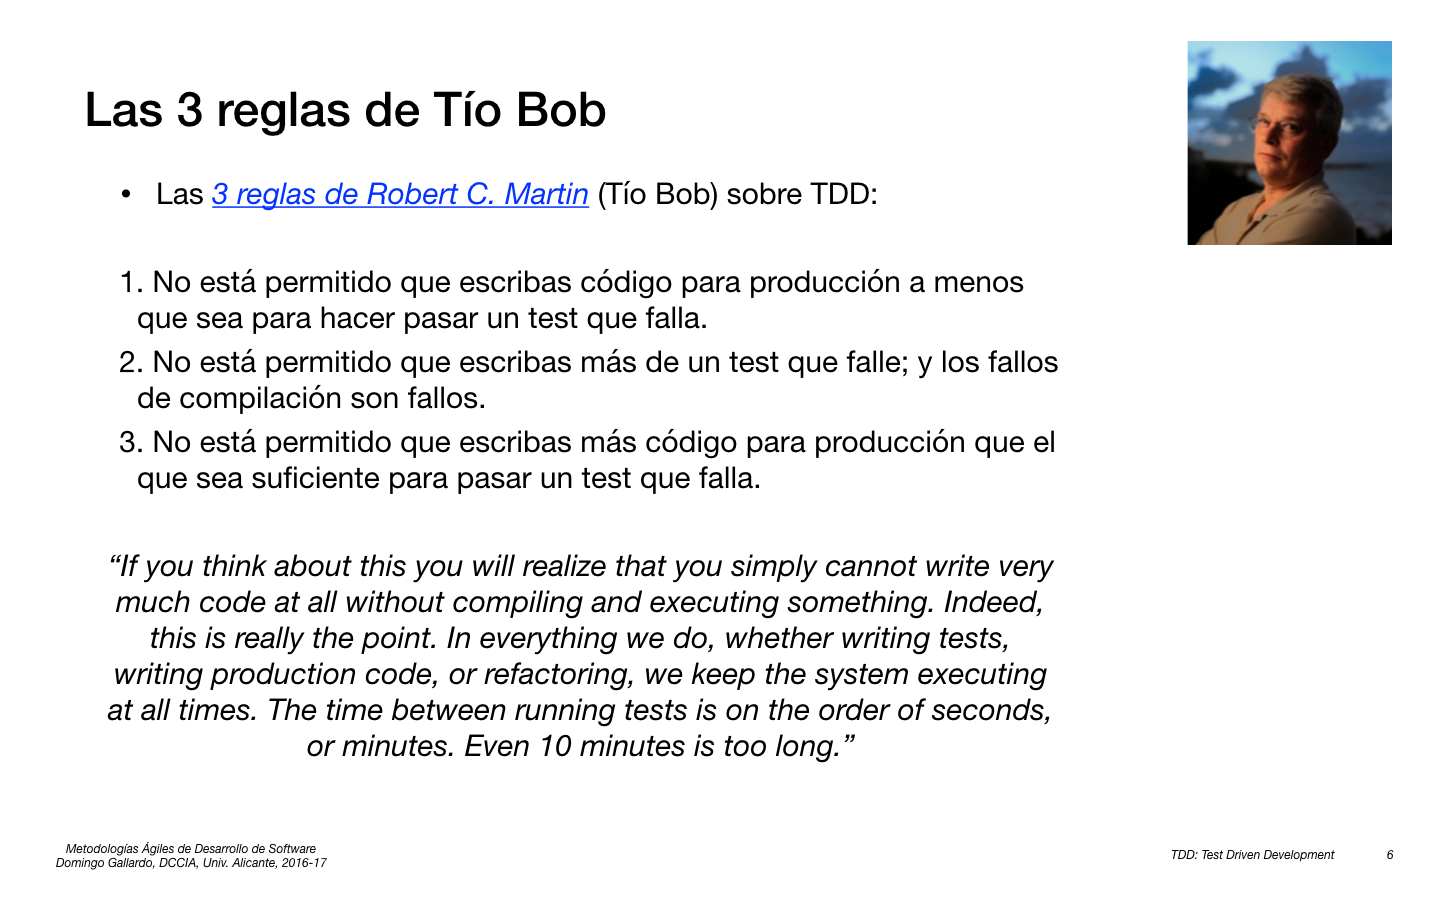 Las 3 reglas de Tío Bob
• Las 3 reglas de Robert C. Martin (Tío Bob) sobre TDD:
1. No está permitido que escribas código para producción a menos
que sea para hacer pasar un test que falla.
2. No está permitido que escribas más de un test que falle; y los fallos
de compilación son fallos.
3. No está permitido que escribas más código para producción que el
que sea suficiente para pasar un test que falla.
“If you think about this you will realize that you simply cannot write very
much code at all without compiling and executing something. Indeed,
this is really the point. In everything we do, whether writing tests,
writing production code, or refactoring, we keep the system executing
at all times. The time between running tests is on the order of seconds,
or minutes. Even 10 minutes is too long.”
Metodologías Ágiles de Desarrollo de Software
Domingo Gallardo, DCCIA, Univ. Alicante, 2016-17
TDD: Test Driven Development 6